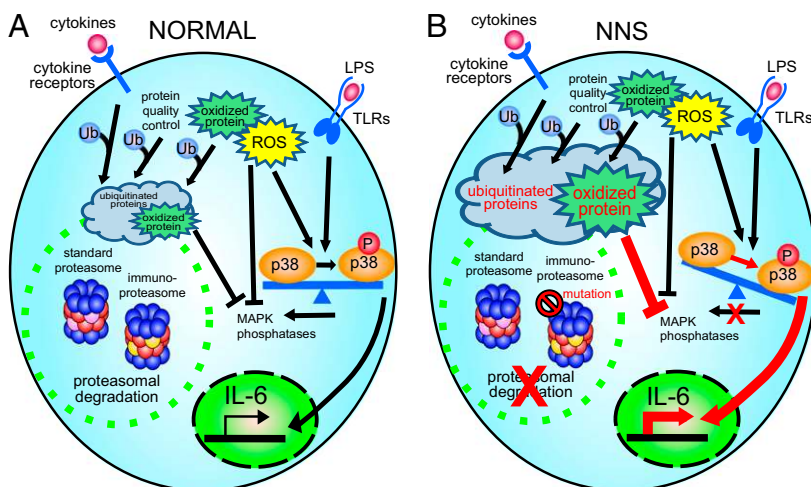 A
NORMAL
cytokines
cytokine
receptors
protein
quality
control
oxidized
protein
ROS
LPS
TLRs
Ub
Ub
Ub
ubiquitinated
proteins
oxidized
protein
standard
proteasome
immuno-
proteasome
p38
P
p38
MAPK
phosphatases
proteasomal
degradation
IL-6
B
NNS
cytokines
cytokine
receptors
protein
quality
control
oxidized
protein
ROS
LPS
TLRs
Ub
Ub
Ub
ubiquitinated
proteins
oxidized
protein
standard
proteasome
immuno-
proteasome
mutation
p38
P
p38
X
MAPK
phosphatases
proteasomal
degradation
X
IL-6